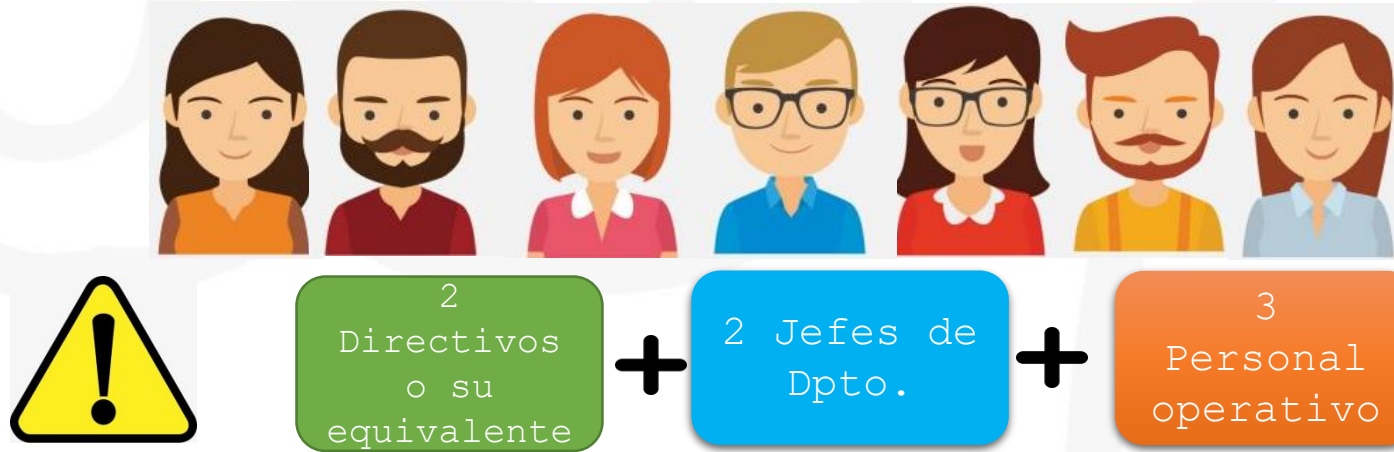 2
Directivos
o su
equivalente
2 Jefes de
Dpto.
3
Personal
operativo